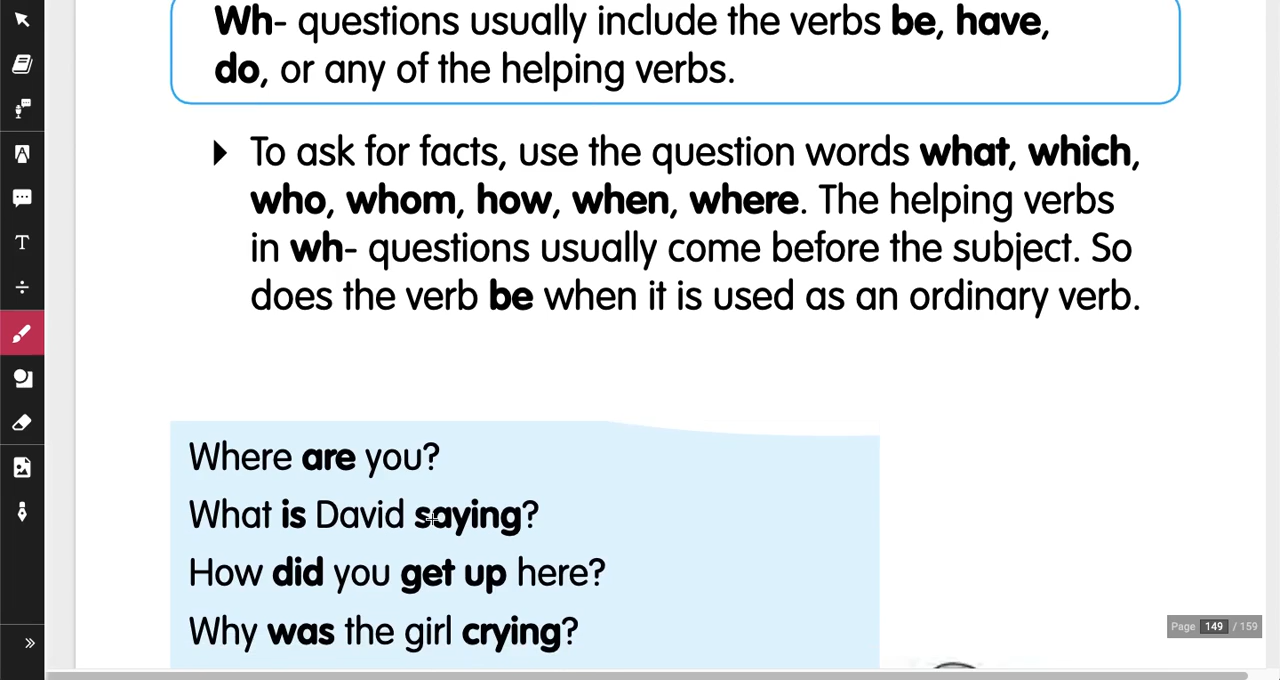 Wh- questions usually include the verbs be, have,
do, or any of the helping verbs.
To ask for facts, use the question words what, which,
who, whom, how, when, where. The helping verbs
in wh- questions usually come before the subject. So
does the verb be when it is used as an ordinary verb.
Where are you?
What is David saying?
How did you get up here?
Why was the girl crying?
Page 149 / 159